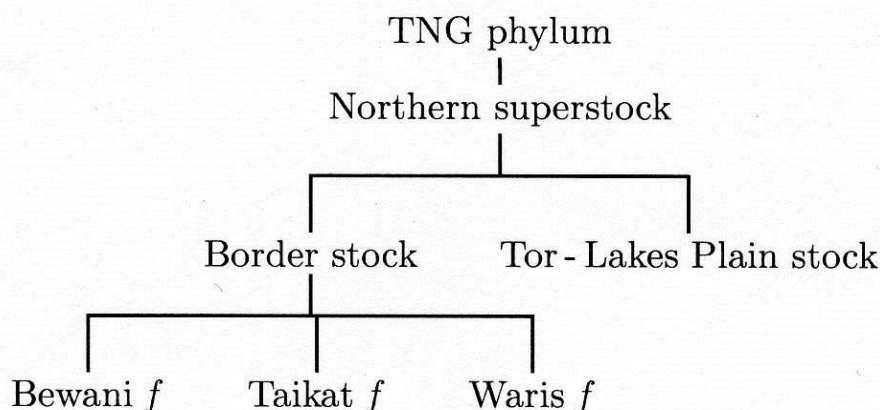 TNG phylum
Northern superstock
Border stock Tor - Lakes Plain stock
Bewani f Taikat f Waris f